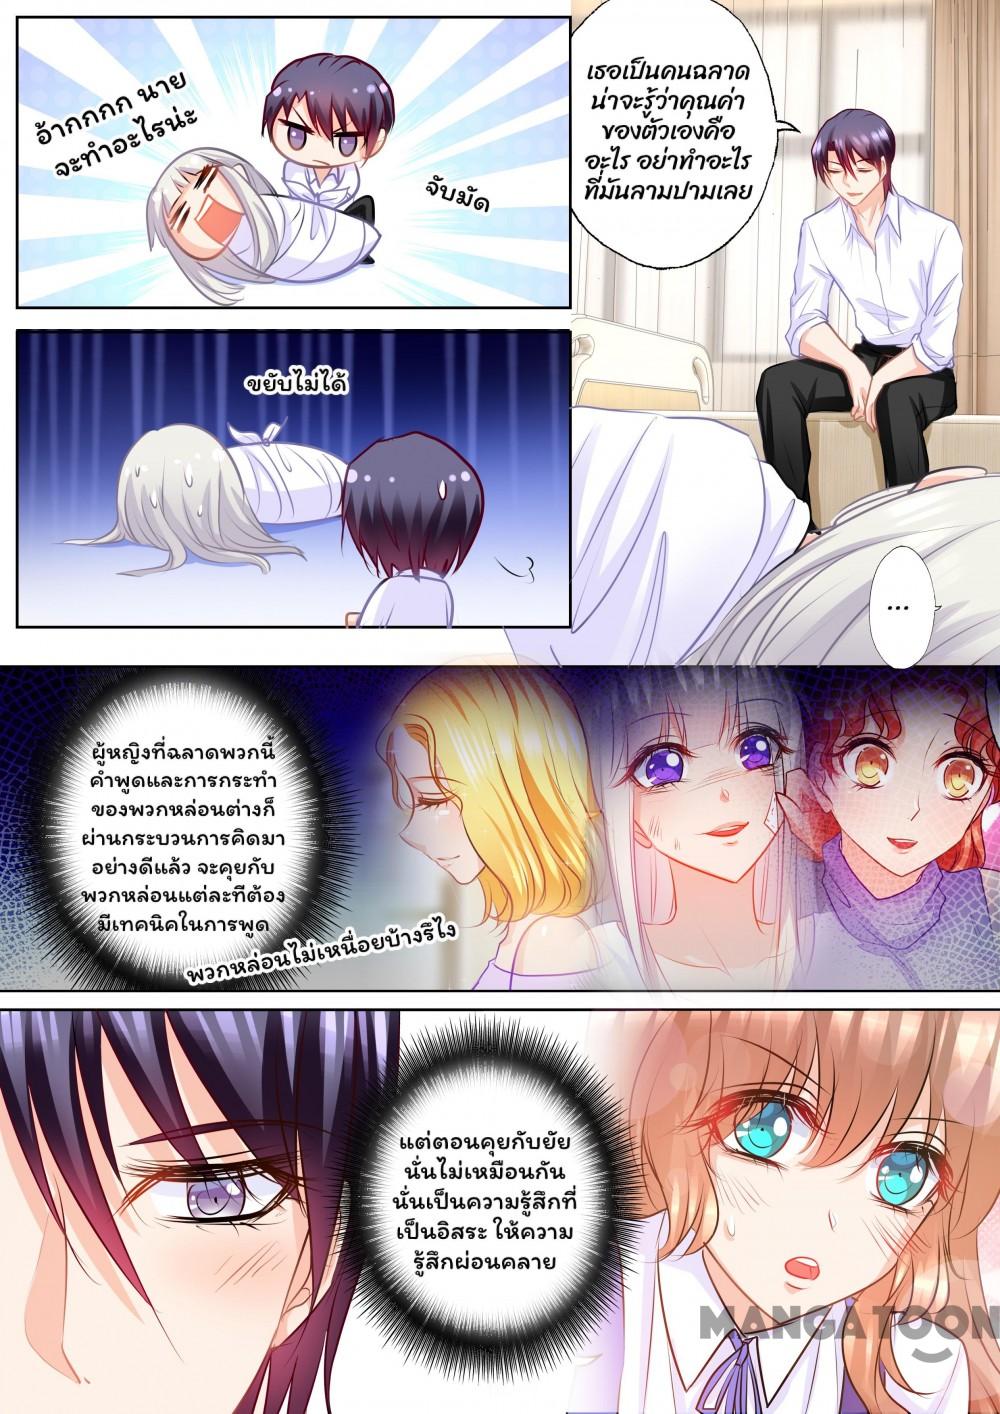 อ๊ากกกก นาย
จะทำอะไรน่ะ
จับมัด
เธอเป็นคนฉลาด
น่าจะรู้ว่าคุณค่า
ของตัวเองคือ
อะไร อย่าทำอะไร
ที่มันลามปามเลย
ขยับไม่ได้
...
ผู้หญิงที่ฉลาดพวกนี้
คำพูดและการกระทำ
ของพวกหล่อนต่างก็
ผ่านกระบวนการคิดมา
อย่างดีแล้ว จะคุยกับ
พวกหล่อนแต่ละทีต้อง
มีเทคนิคในการพูด
พวกหล่อนไม่เหนื่อยบ้างรึไง
แต่ตอนคุยกับยัย
นั่นไม่เหมือนกัน
นั่นเป็นความรู้สึกที่
เป็นอิสระ ให้ความ
รู้สึกผ่อนคลาย
MANGATOON